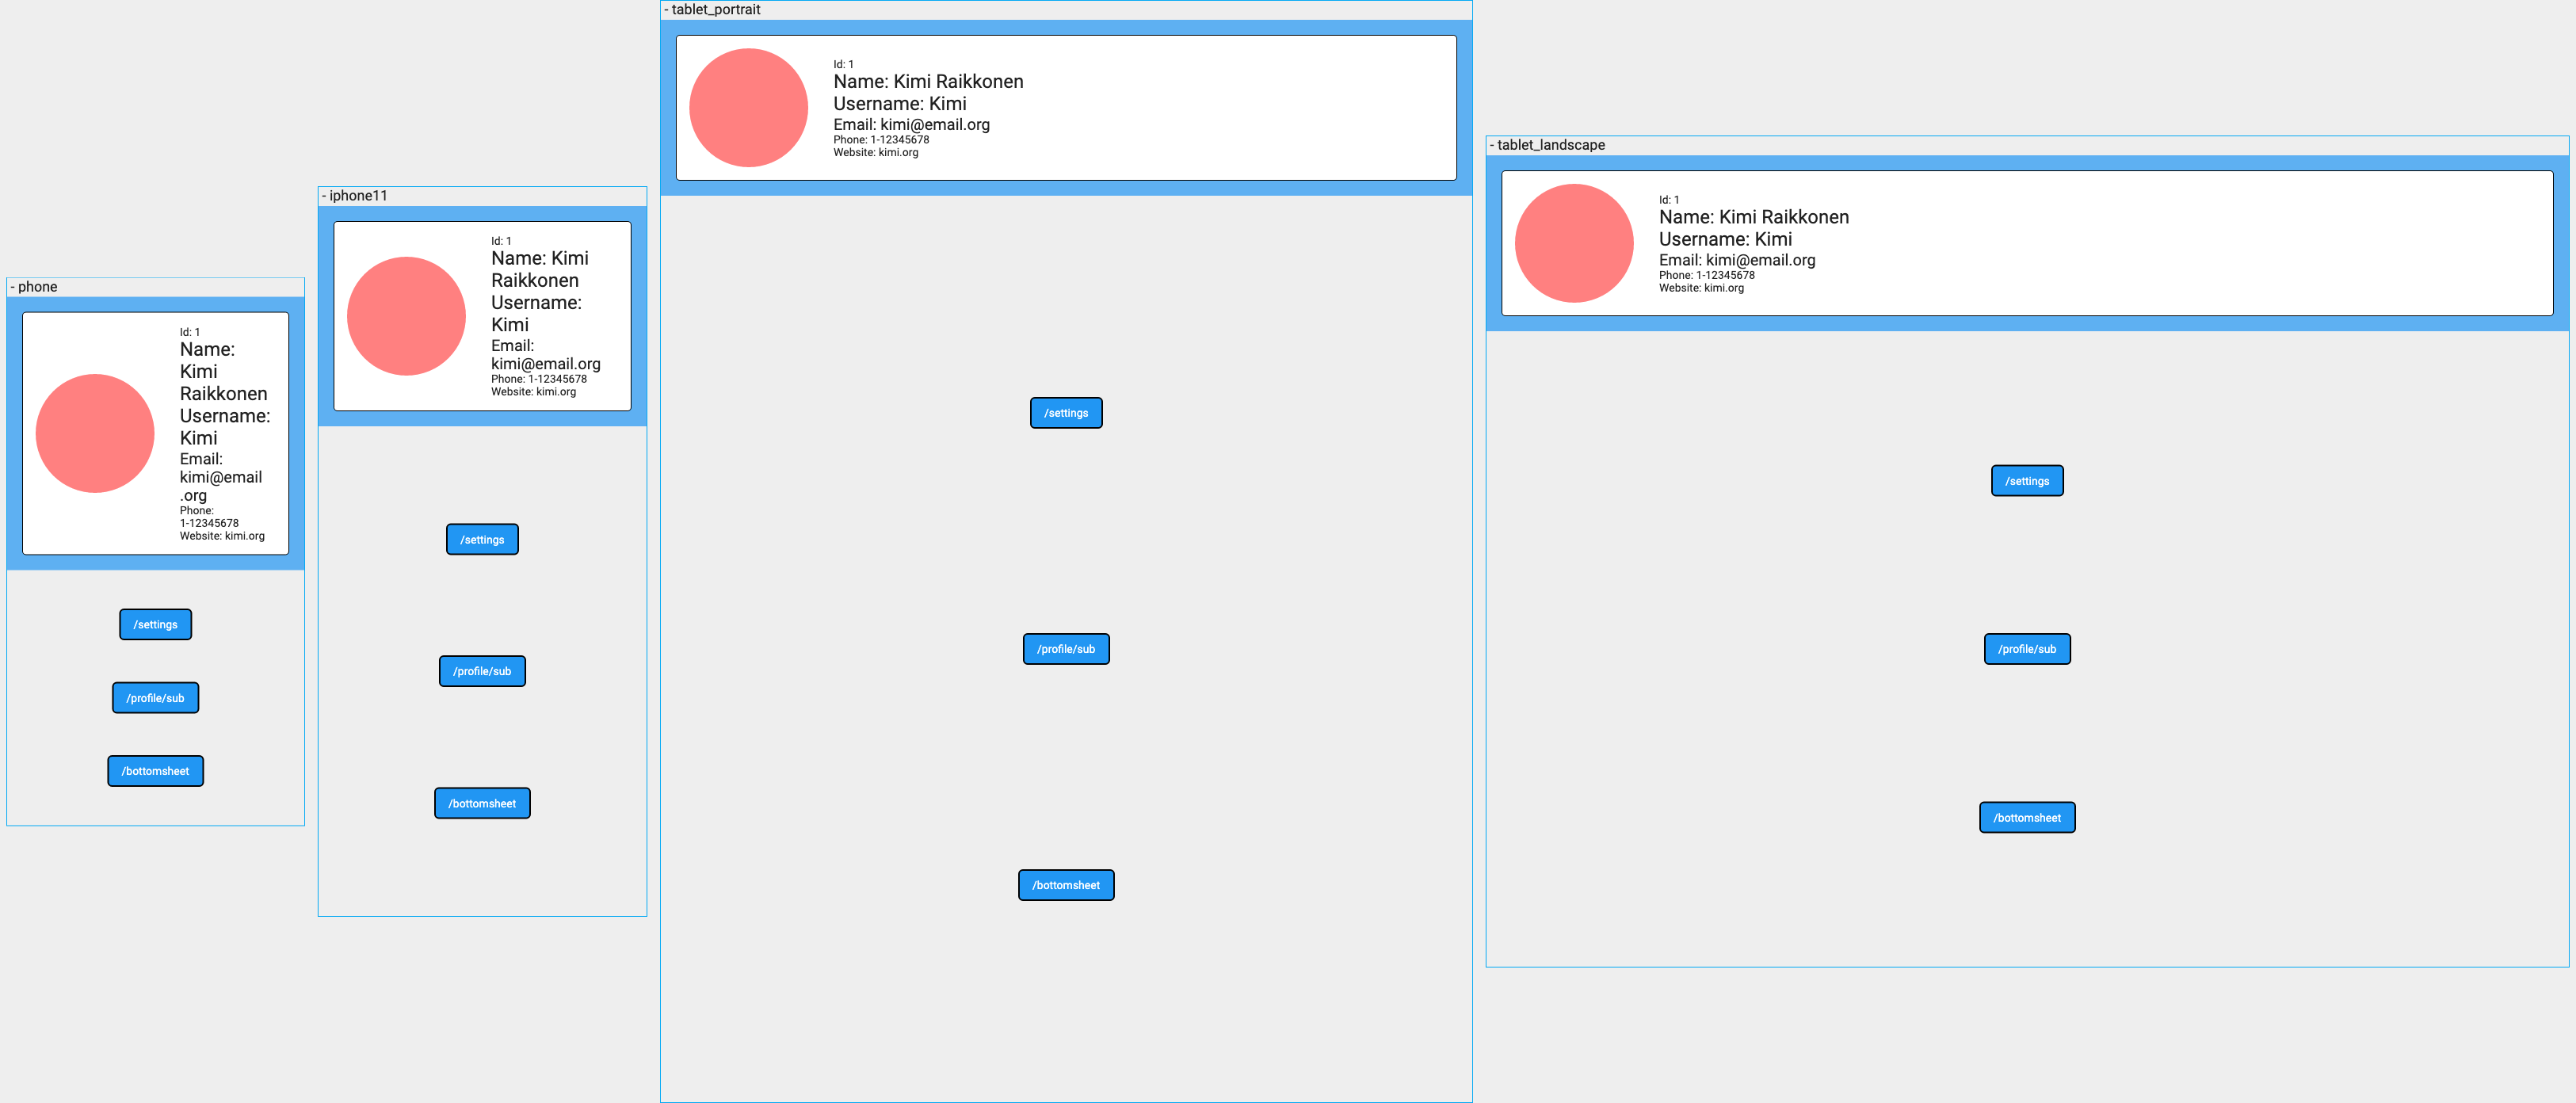 - phone
Id: 1
Name:
Kimi
Raikkonen
Username:
Kimi
Email:
kimi@email
.org
Phone:
1-12345678
Website: kimi.org
/settings
/profile/sub
/bottomsheet
- iphone11
Id: 1
Name: Kimi
Raikkonen
Username:
Kimi
Email:
kimi@email.org
Phone: 1-12345678
Website: kimi.org
/settings
/profile/sub
/bottomsheet
- tablet_portrait
Id: 1
Name: Kimi Raikkonen
Username: Kimi
Email: kimi@email.org
Phone: 1-12345678
Website: kimi.org
/settings
/profile/sub
/bottomsheet
- tablet_landscape
Id: 1
Name: Kimi Raikkonen
Username: Kimi
Email: kimi@email.org
Phone: 1-12345678
Website: kimi.org
/settings
/profile/sub
/bottomsheet